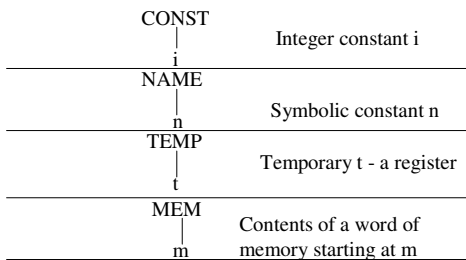 CONST
i
Integer constant i
NAME
n
Symbolic constant n
TEMP
t
Temporary t - a register
MEM
m
Contents of a word of
memory starting at m